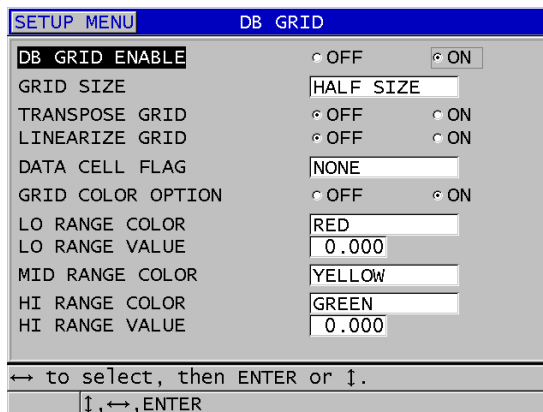 SETUP MENU DB GRID
DB GRID ENABLE OFF ON
GRID SIZE HALF SIZE
TRANSPOSE GRID OFF ON
LINEARIZE GRID OFF ON
DATA CELL FLAG NONE
GRID COLOR OPTION OFF ON
LO RANGE COLOR RED
LO RANGE VALUE 0.000
MID RANGE COLOR YELLOW
HI RANGE COLOR GREEN
HI RANGE VALUE 0.000
↔ to select, then ENTER or ↕.
↕,↔,ENTER